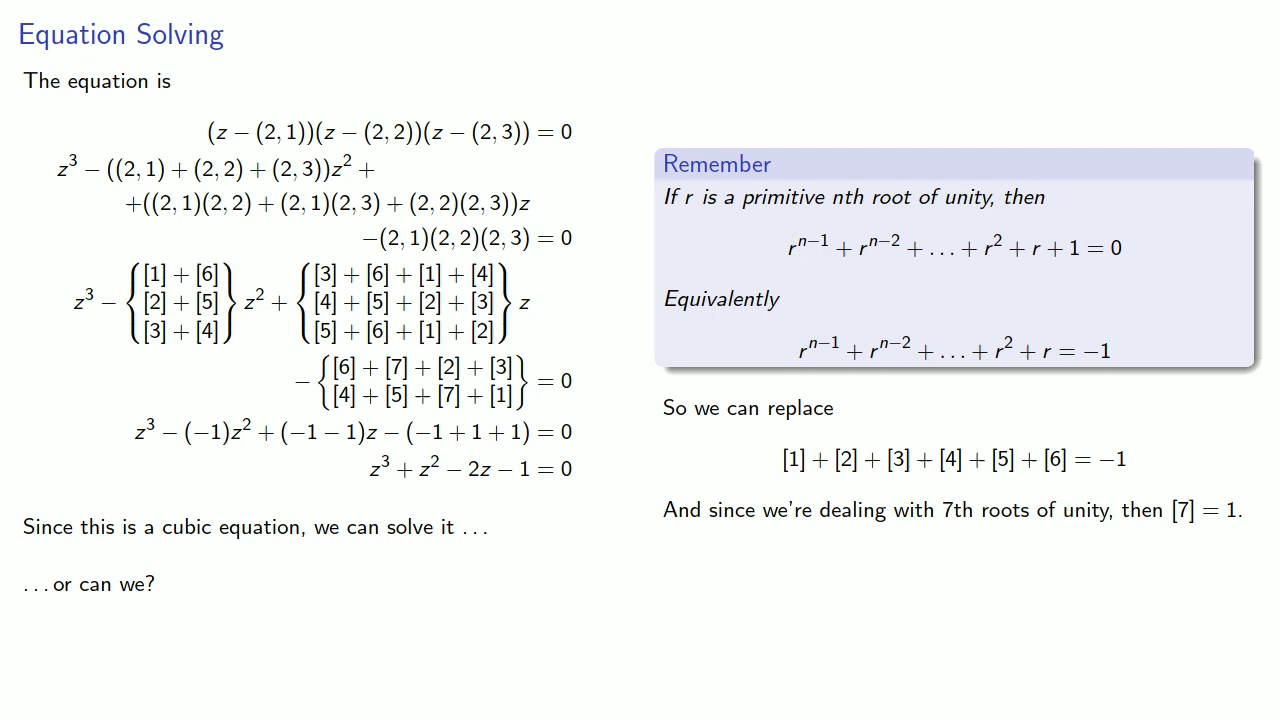 Equation Solving
The equation is
(z − (2, 1))(z − (2, 2))(z − (2, 3)) = 0
z³ − ((2, 1) + (2, 2) + (2, 3))z² +
+((2, 1)(2, 2) + (2, 1)(2, 3) + (2, 2)(2, 3))z
−(2, 1)(2, 2)(2, 3) = 0
z³ − { [1] + [6]
[2] + [5]
[3] + [4] } z² + { [3] + [6] + [1] + [4]
[4] + [5] + [2] + [3]
[5] + [6] + [1] + [2] } z
− { [6] + [7] + [2] + [3]
[4] + [5] + [7] + [1] } = 0
z³ − (−1)z² + (−1 − 1)z − (−1 + 1 + 1) = 0
z³ + z² − 2z − 1 = 0
Since this is a cubic equation, we can solve it . . .
. . . or can we?
Remember
If r is a primitive nth root of unity, then
rⁿ⁻¹ + rⁿ⁻² + . . . + r² + r + 1 = 0
Equivalently
rⁿ⁻¹ + rⁿ⁻² + . . . + r² + r = −1
So we can replace
[1] + [2] + [3] + [4] + [5] + [6] = −1
And since we're dealing with 7th roots of unity, then [7] = 1.